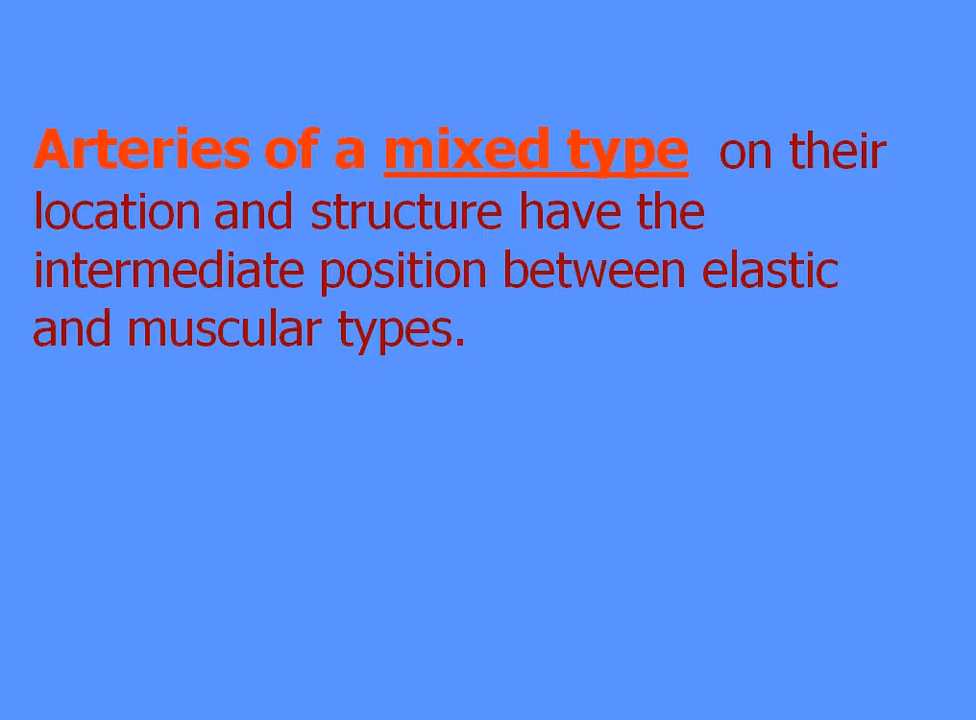 Arteries of a mixed type on their
location and structure have the
intermediate position between elastic
and muscular types.